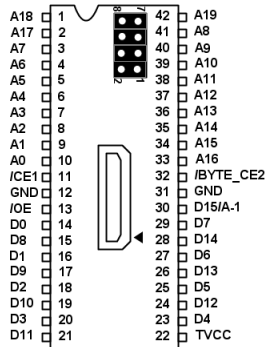 A18 1 8 7 42 A19
A17 2 41 A8
A7 3 40 A9
A6 4 39 A10
A5 5 2 1 38 A11
A4 6 37 A12
A3 7 36 A13
A2 8 35 A14
A1 9 34 A15
A0 10 33 A16
/CE1 11 32 /BYTE_CE2
GND 12 31 GND
/OE 13 30 D15/A-1
D0 14 29 D7
D8 15 28 D14
D1 16 27 D6
D9 17 26 D13
D2 18 25 D5
D10 19 24 D12
D3 20 23 D4
D11 21 22 TVCC